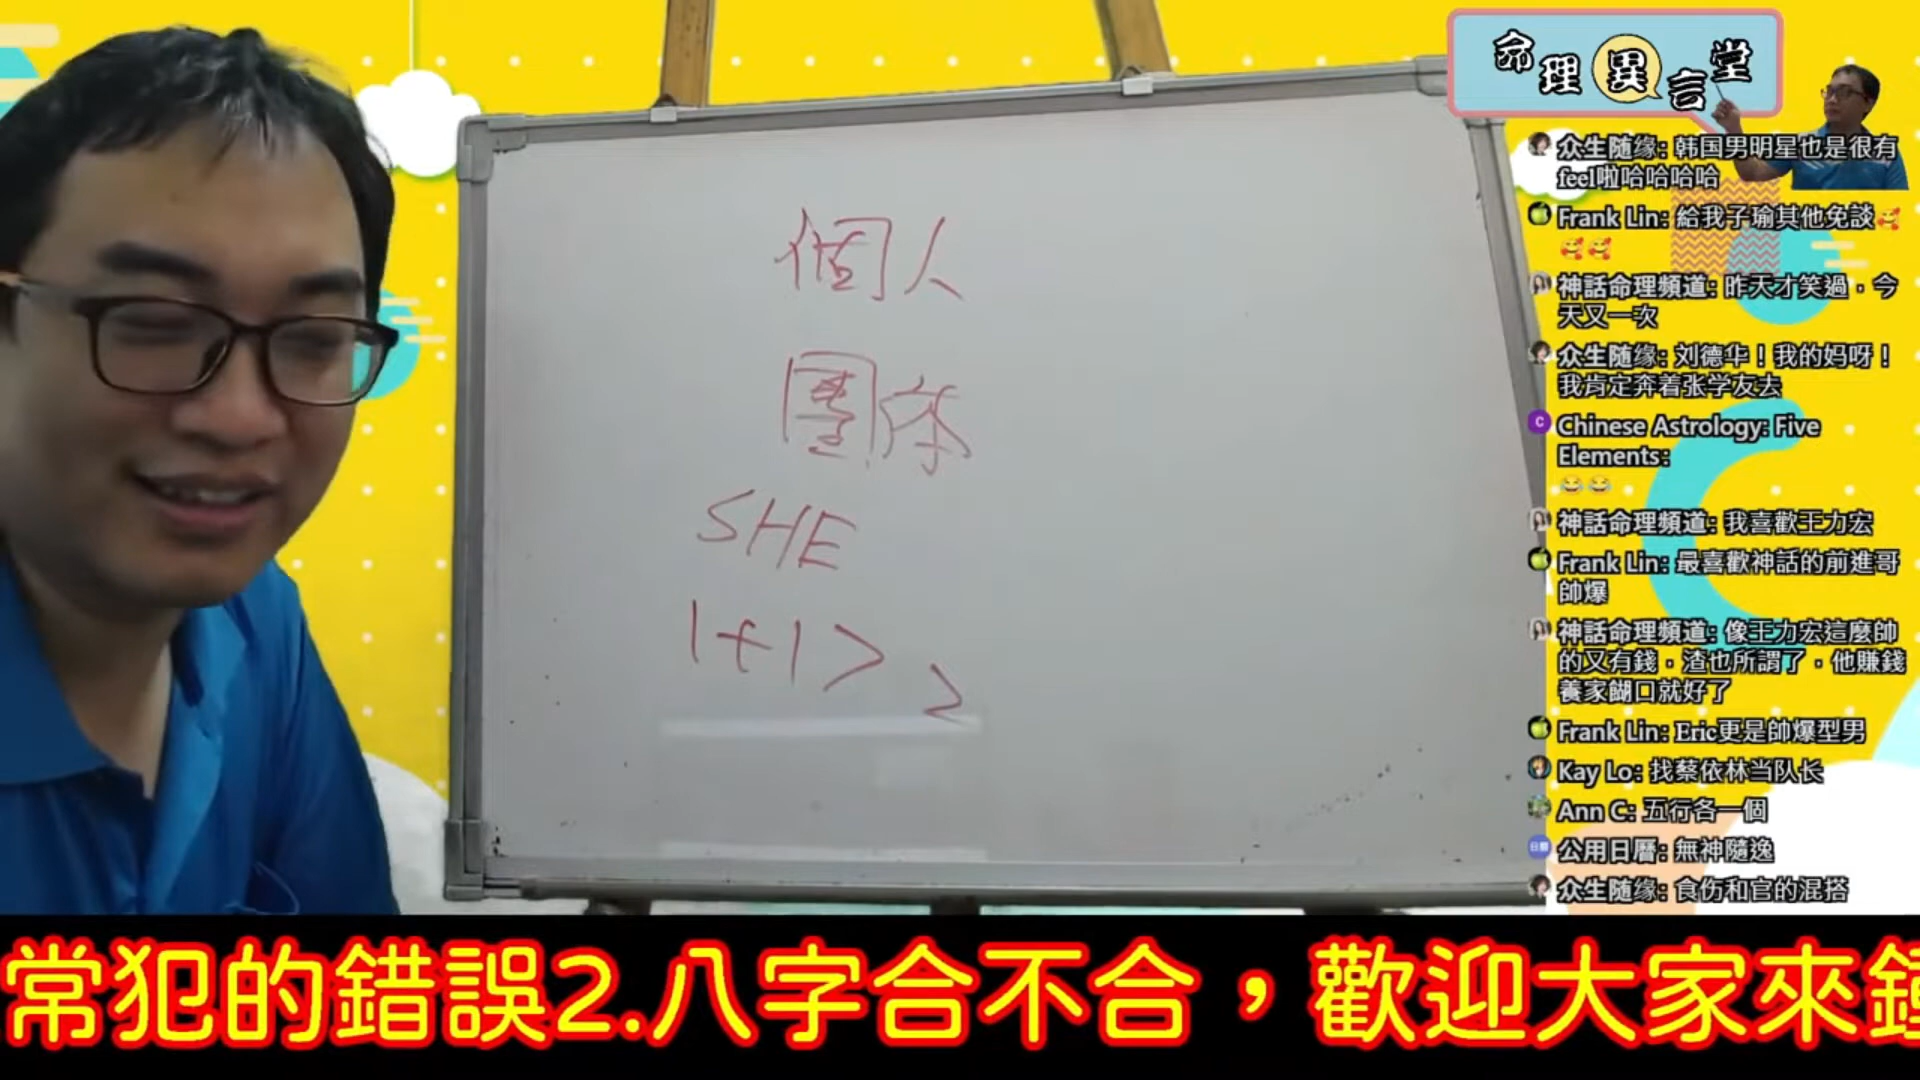 命理異言堂
個人
團体
SHE
1+1>2
众生随缘: 韩国男明星也是很有
feel啦哈哈哈哈
Frank Lin: 給我子瑜其他免談🥰
🥰🥰
神話命理頻道: 昨天才笑過，今
天又一次
众生随缘: 刘德华！我的妈呀！
我肯定奔着张学友去
C
Chinese Astrology: Five
Elements:
😂😂
神話命理頻道: 我喜歡王力宏
Frank Lin: 最喜歡神話的前進哥
帥爆
神話命理頻道: 像王力宏這麼帥
的又有錢，渣也所謂了，他賺錢
養家餬口就好了
Frank Lin: Eric更是帥爆型男
Kay Lo: 找蔡依林当队长
Ann C: 五行各一個
公用日曆: 無神隨逸
众生随缘: 食伤和官的混搭
常犯的錯誤2.八字合不合，歡迎大家來